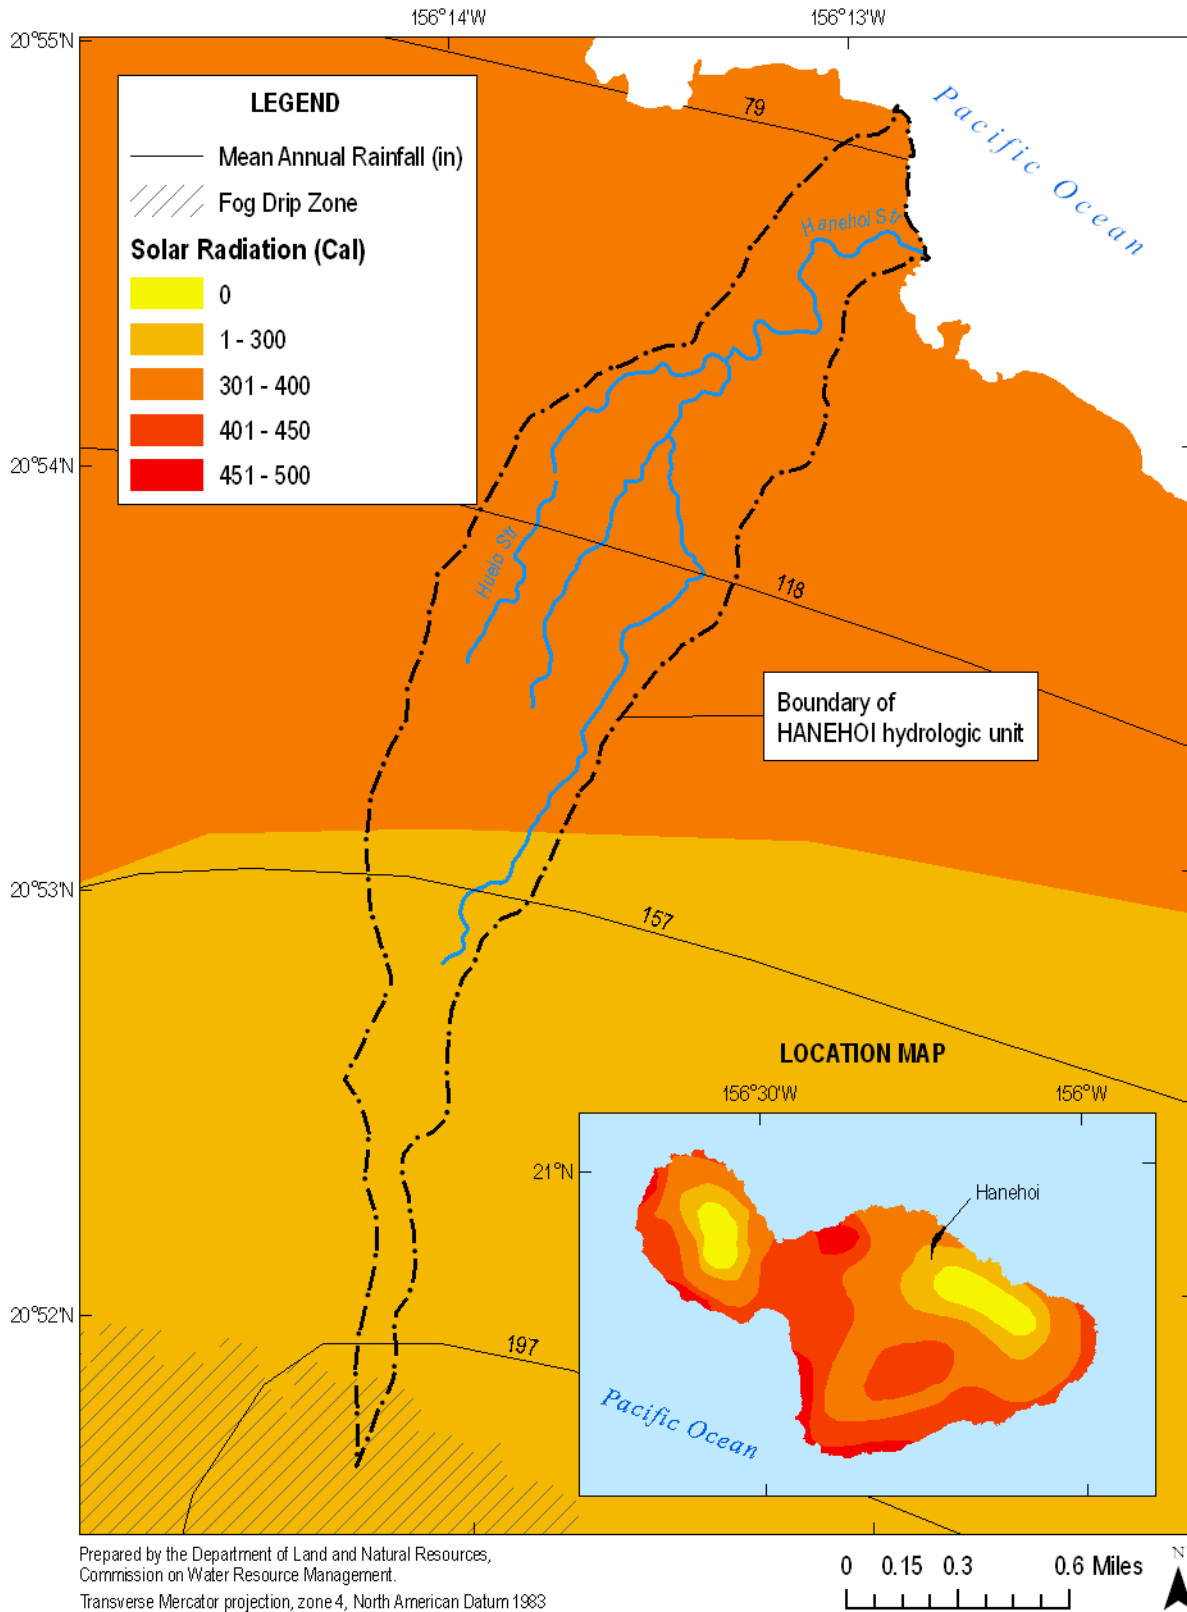 156°14'W
156°13'W
20°55'N
LEGEND
Mean Annual Rainfall (in)
Fog Drip Zone
Solar Radiation (Cal)
0
1 - 300
301 - 400
401 - 450
451 - 500
79
Pacific Ocean
Hanehoi Str
20°54'N
Huelo Str
118
Boundary of
HANEHOI hydrologic unit
20°53'N
157
LOCATION MAP
156°30'W
156°W
21°N
Hanehoi
Pacific Ocean
20°52'N
197
Prepared by the Department of Land and Natural Resources,
Commission on Water Resource Management.
Transverse Mercator projection, zone 4, North American Datum 1983
0 0.15 0.3 0.6 Miles
N